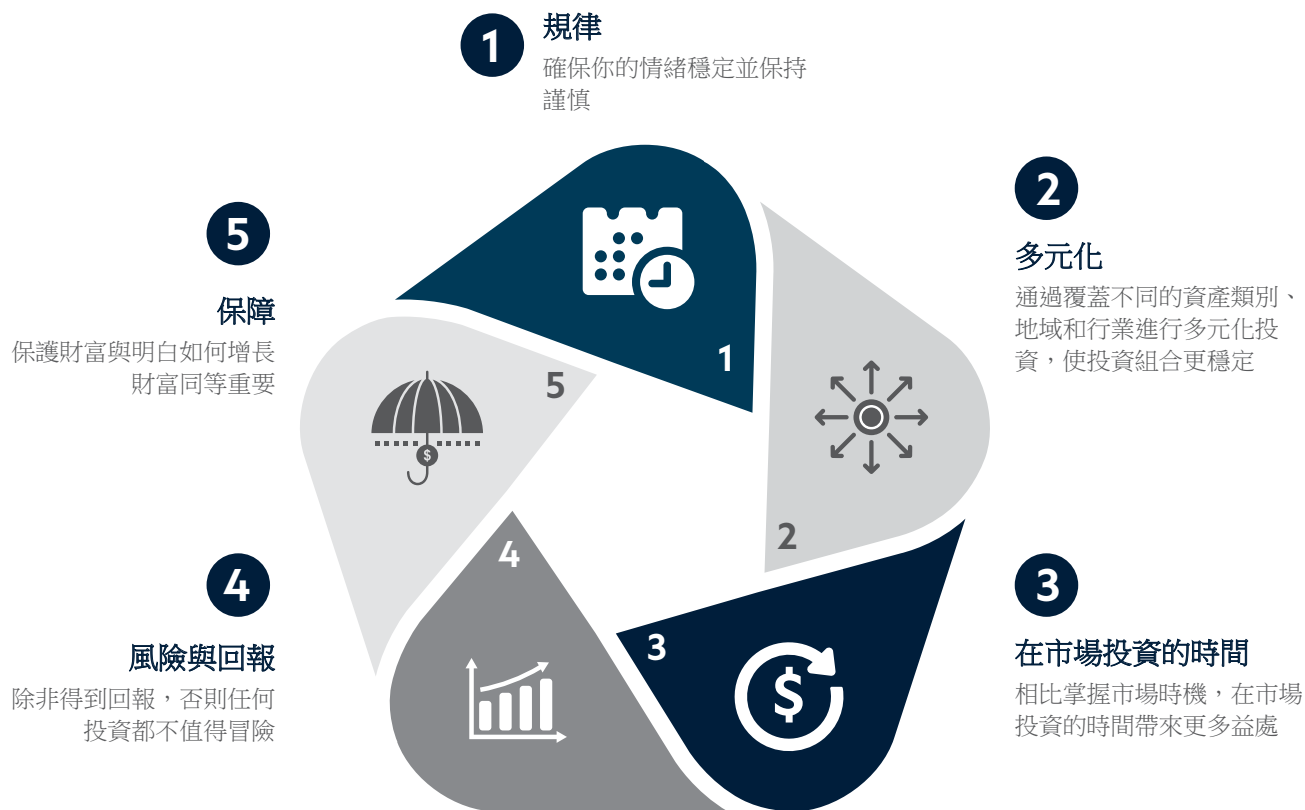 1
規律
確保你的情緒穩定並保持
謹慎
2
多元化
通過覆蓋不同的資產類別、
地域和行業進行多元化投
資，使投資組合更穩定
3
在市場投資的時間
相比掌握市場時機，在市場
投資的時間帶來更多益處
4
風險與回報
除非得到回報，否則任何
投資都不值得冒險
5
保障
保護財富與明白如何增長
財富同等重要
1
2
3
$
4
5
$